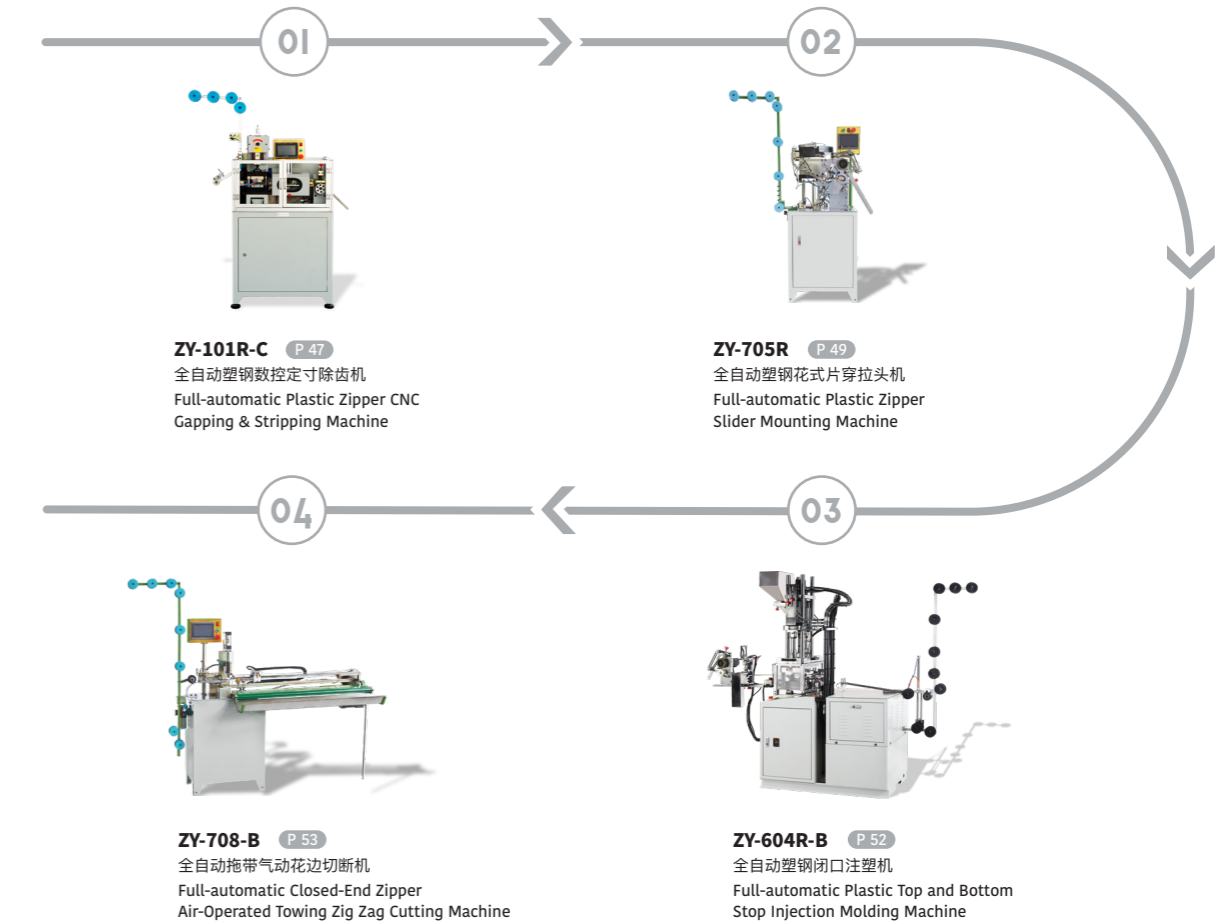 01
02
ZY-101R-C P 47
全自动塑钢数控定寸除齿机
Full-automatic Plastic Zipper CNC
Gapping & Stripping Machine
ZY-705R P 49
全自动塑钢花式片穿拉头机
Full-automatic Plastic Zipper
Slider Mounting Machine
04
03
ZY-708-B P 53
全自动拖带气动花边切断机
Full-automatic Closed-End Zipper
Air-Operated Towing Zig Zag Cutting Machine
ZY-604R-B P 52
全自动塑钢闭口注塑机
Full-automatic Plastic Top and Bottom
Stop Injection Molding Machine